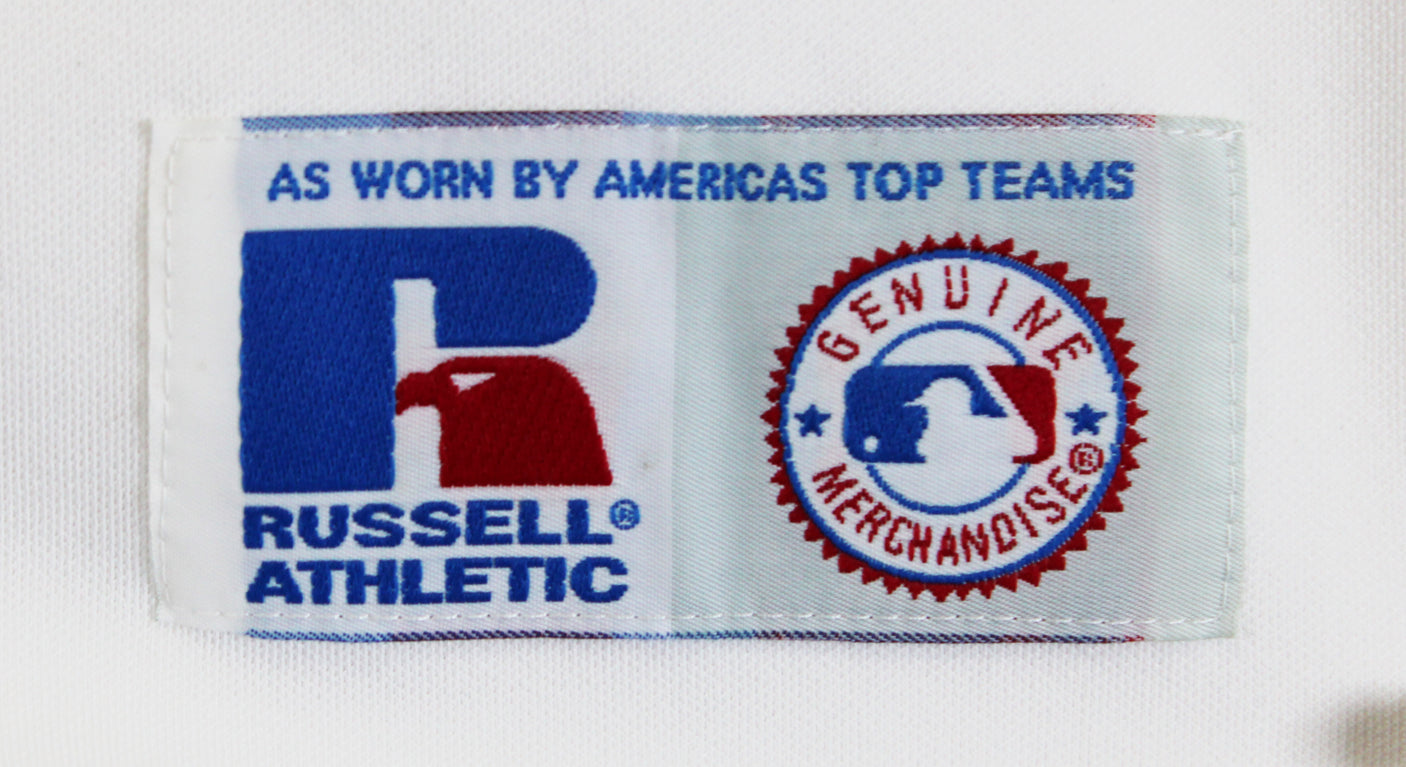 AS WORN BY AMERICAS TOP TEAMS
RUSSELL®
ATHLETIC
GENUINE
MERCHANDISE®